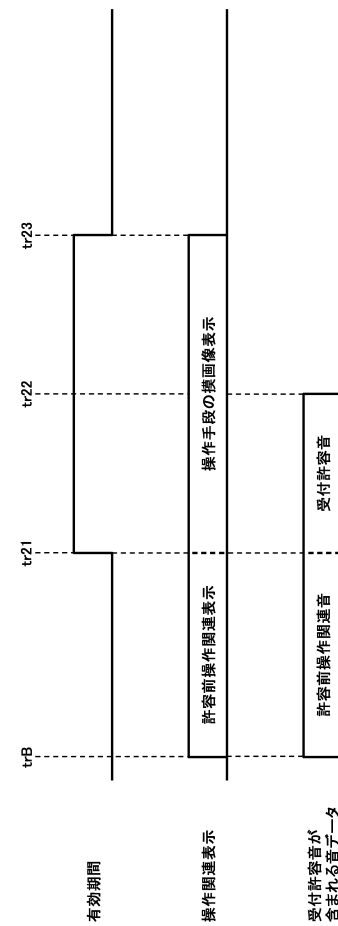 trB
tr21
tr22
tr23
有効期間
操作関連表示
許容前操作関連表示
操作手段の摸画像表示
受付許容音が
含まれる音データ
許容前操作関連音
受付許容音